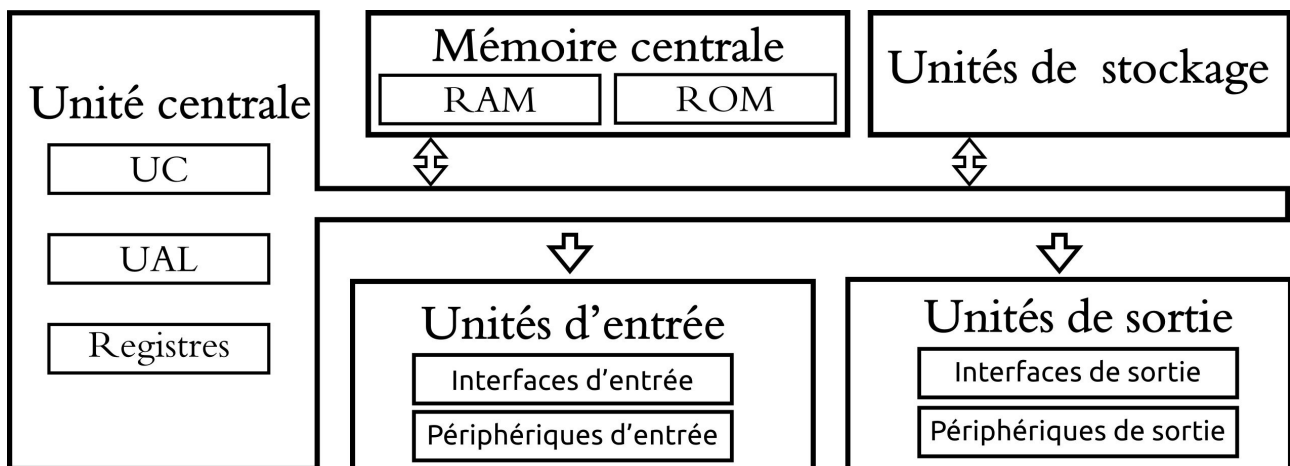 Unité centrale
UC
UAL
Registres
Mémoire centrale
RAM
ROM
Unités de stockage
Unités d’entrée
Interfaces d’entrée
Périphériques d’entrée
Unités de sortie
Interfaces de sortie
Périphériques de sortie